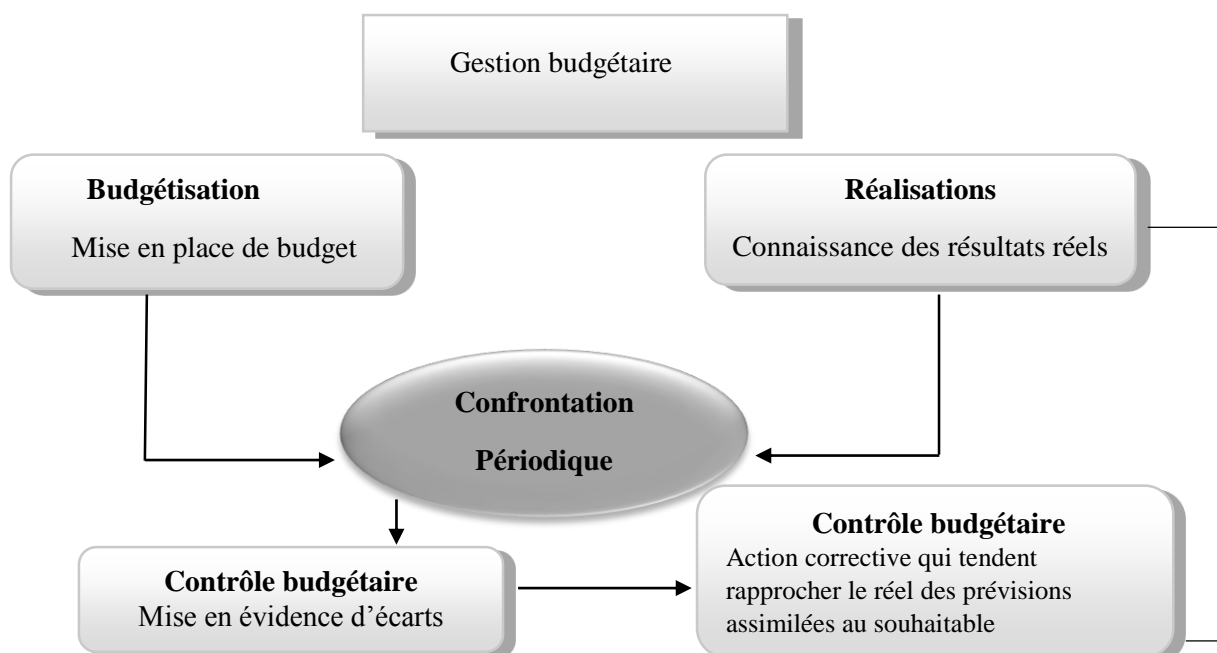 Gestion budgétaire
Budgétisation
Mise en place de budget
Réalisations
Connaissance des résultats réels
Confrontation
Périodique
Contrôle budgétaire
Mise en évidence d’écarts
Contrôle budgétaire
Action corrective qui tendent
rapprocher le réel des prévisions
assimilées au souhaitable